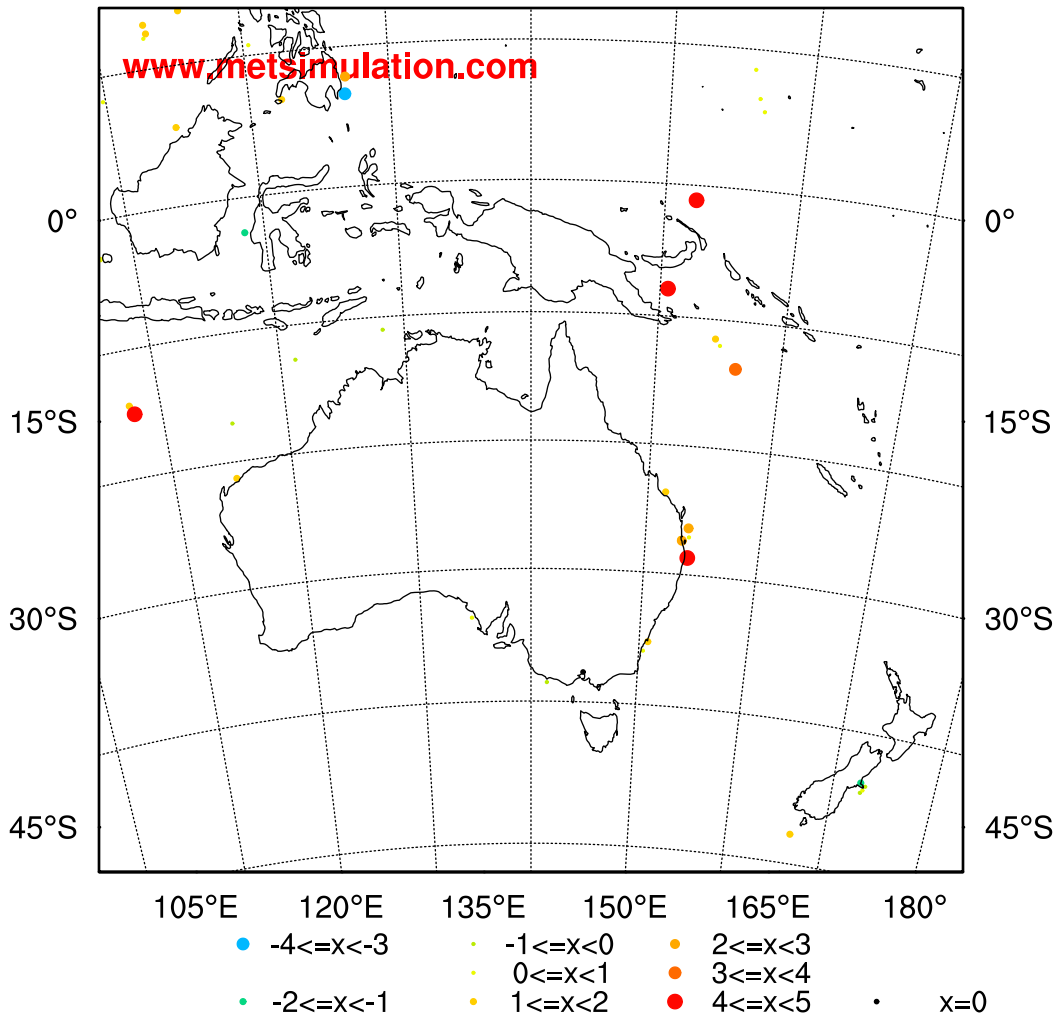 www.metsimulation.com
0° 0°
15°S 15°S
30°S 30°S
45°S 45°S
105°E 120°E 135°E 150°E 165°E 180°
-4<=x<-3 -1<=x<0 2<=x<3
0<=x<1 3<=x<4
-2<=x<-1 1<=x<2 4<=x<5 x=0